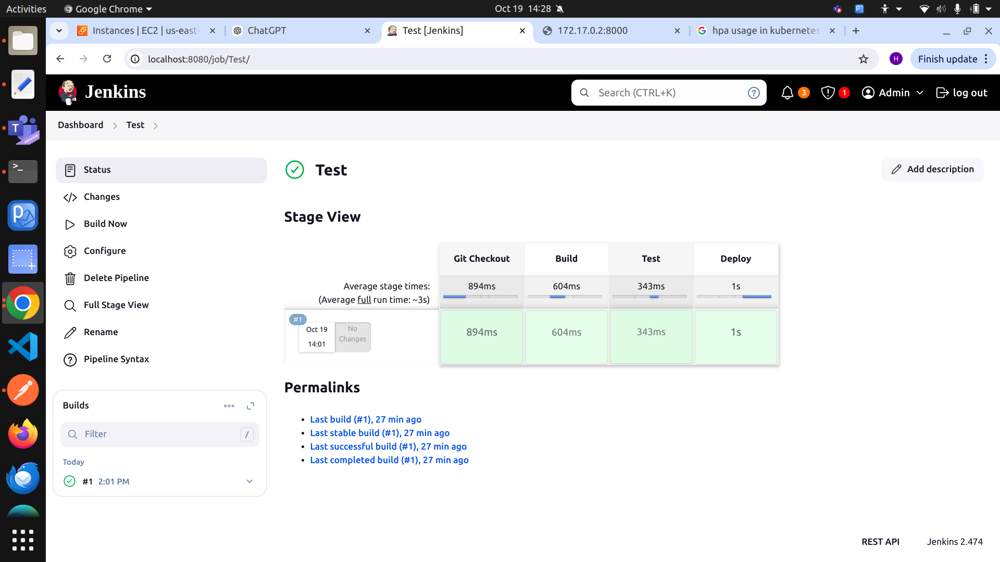 Activities
Google Chrome
Oct 19 14:28
Instances | EC2 | us-east-
ChatGPT
Test [Jenkins]
172.17.0.2:8000
hpa usage in kubernetes
localhost:8080/job/Test/
H
Finish update
Jenkins
Search (CTRL+K)
?
3
1
Admin
log out
Dashboard
Test
Status
Changes
Build Now
Configure
Delete Pipeline
Full Stage View
Rename
Pipeline Syntax
Builds
Filter
/
Today
#1 2:01 PM
Test
Add description
Stage View
Git Checkout
Build
Test
Deploy
Average stage times:
(Average full run time: ~3s)
894ms
604ms
343ms
1s
#1
Oct 19
14:01
No
Changes
894ms
604ms
343ms
1s
Permalinks
Last build (#1), 27 min ago
Last stable build (#1), 27 min ago
Last successful build (#1), 27 min ago
Last completed build (#1), 27 min ago
REST API
Jenkins 2.474
T
PREVIEW
>_
P